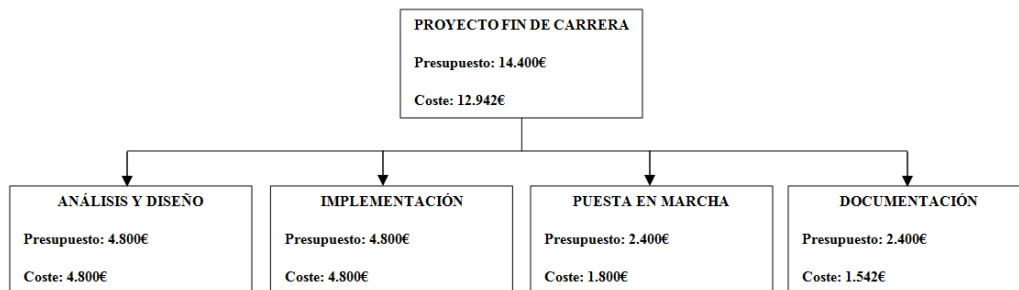 PROYECTO FIN DE CARRERA
Presupuesto: 14.400€
Coste: 12.942€
ANÁLISIS Y DISEÑO
Presupuesto: 4.800€
Coste: 4.800€
IMPLEMENTACIÓN
Presupuesto: 4.800€
Coste: 4.800€
PUESTA EN MARCHA
Presupuesto: 2.400€
Coste: 1.800€
DOCUMENTACIÓN
Presupuesto: 2.400€
Coste: 1.542€